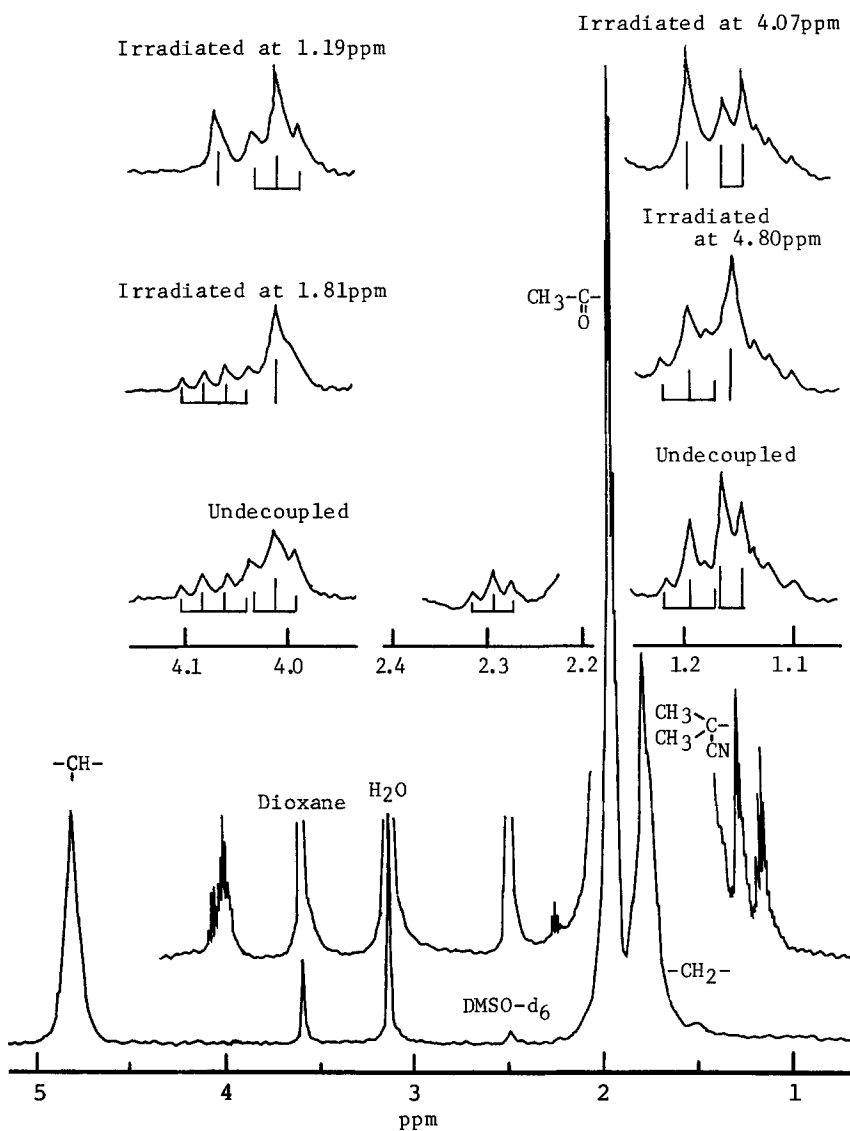 Irradiated at 1.19ppm
Irradiated at 4.07ppm
Irradiated at 1.81ppm
CH3-C-
O
Irradiated
at 4.80ppm
Undecoupled
Undecoupled
4.1 4.0
2.4 2.3 2.2
1.2 1.1
-CH-
Dioxane
H2O
CH3
CH3 C-
CN
DMSO-d6
-CH2-
5 4 3 2 1
ppm